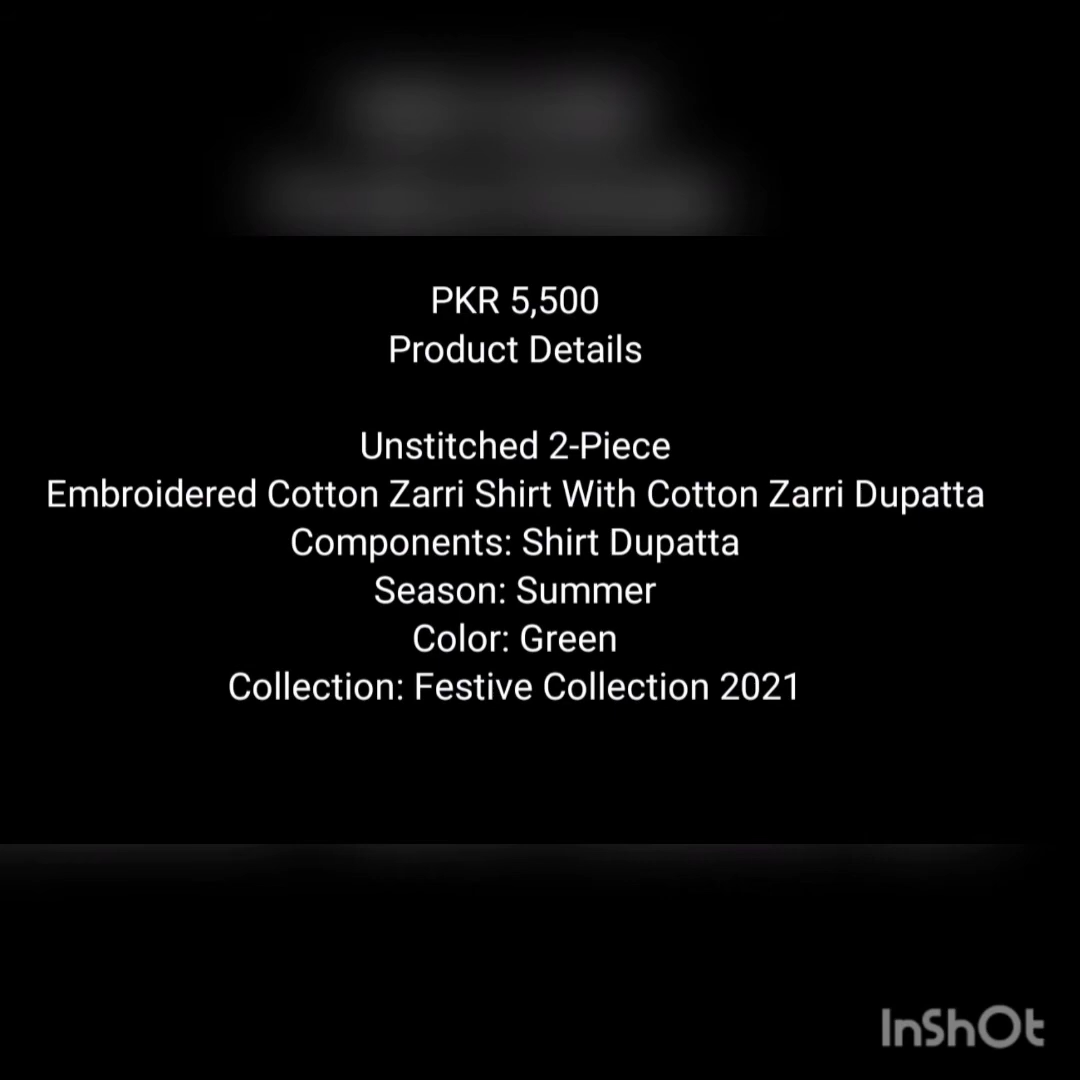 PKR 5,500
Product Details
Unstitched 2-Piece
Embroidered Cotton Zarri Shirt With Cotton Zarri Dupatta
Components: Shirt Dupatta
Season: Summer
Color: Green
Collection: Festive Collection 2021
InShOt